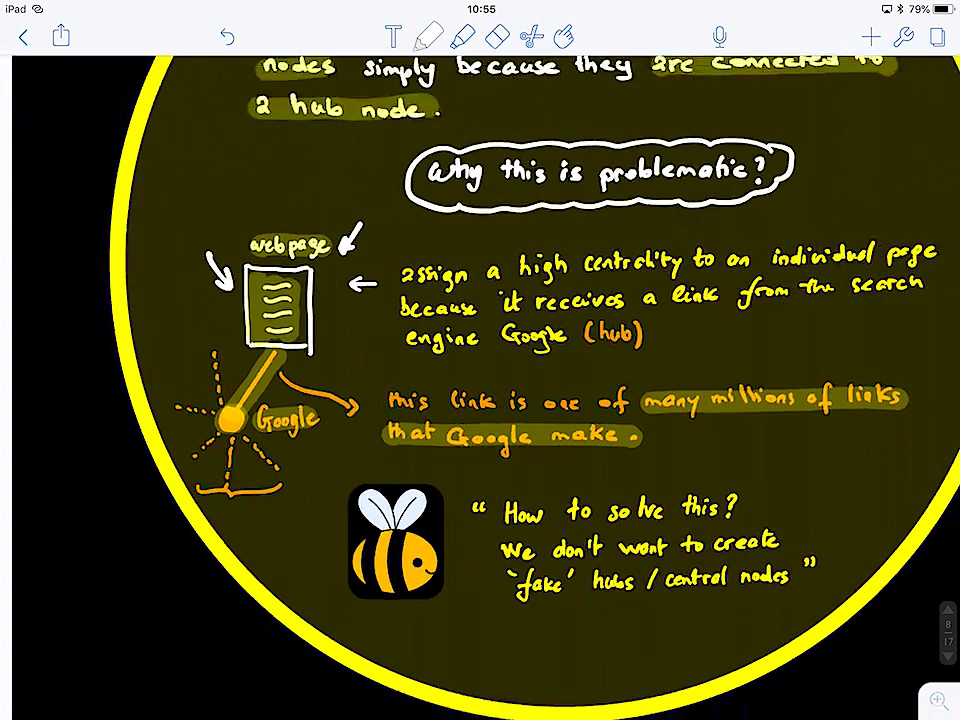 iPad
10:55
79%
T
nodes simply because they are connected to
a hub node.
Why this is problematic?
webpage
assign a high centrality to an individual page
because it receives a link from the search
engine Google (hub)
this link is one of many millions of links
Google
that Google make.
“ How to solve this?
We don't want to create
`fake' hubs / central nodes ”
8
17